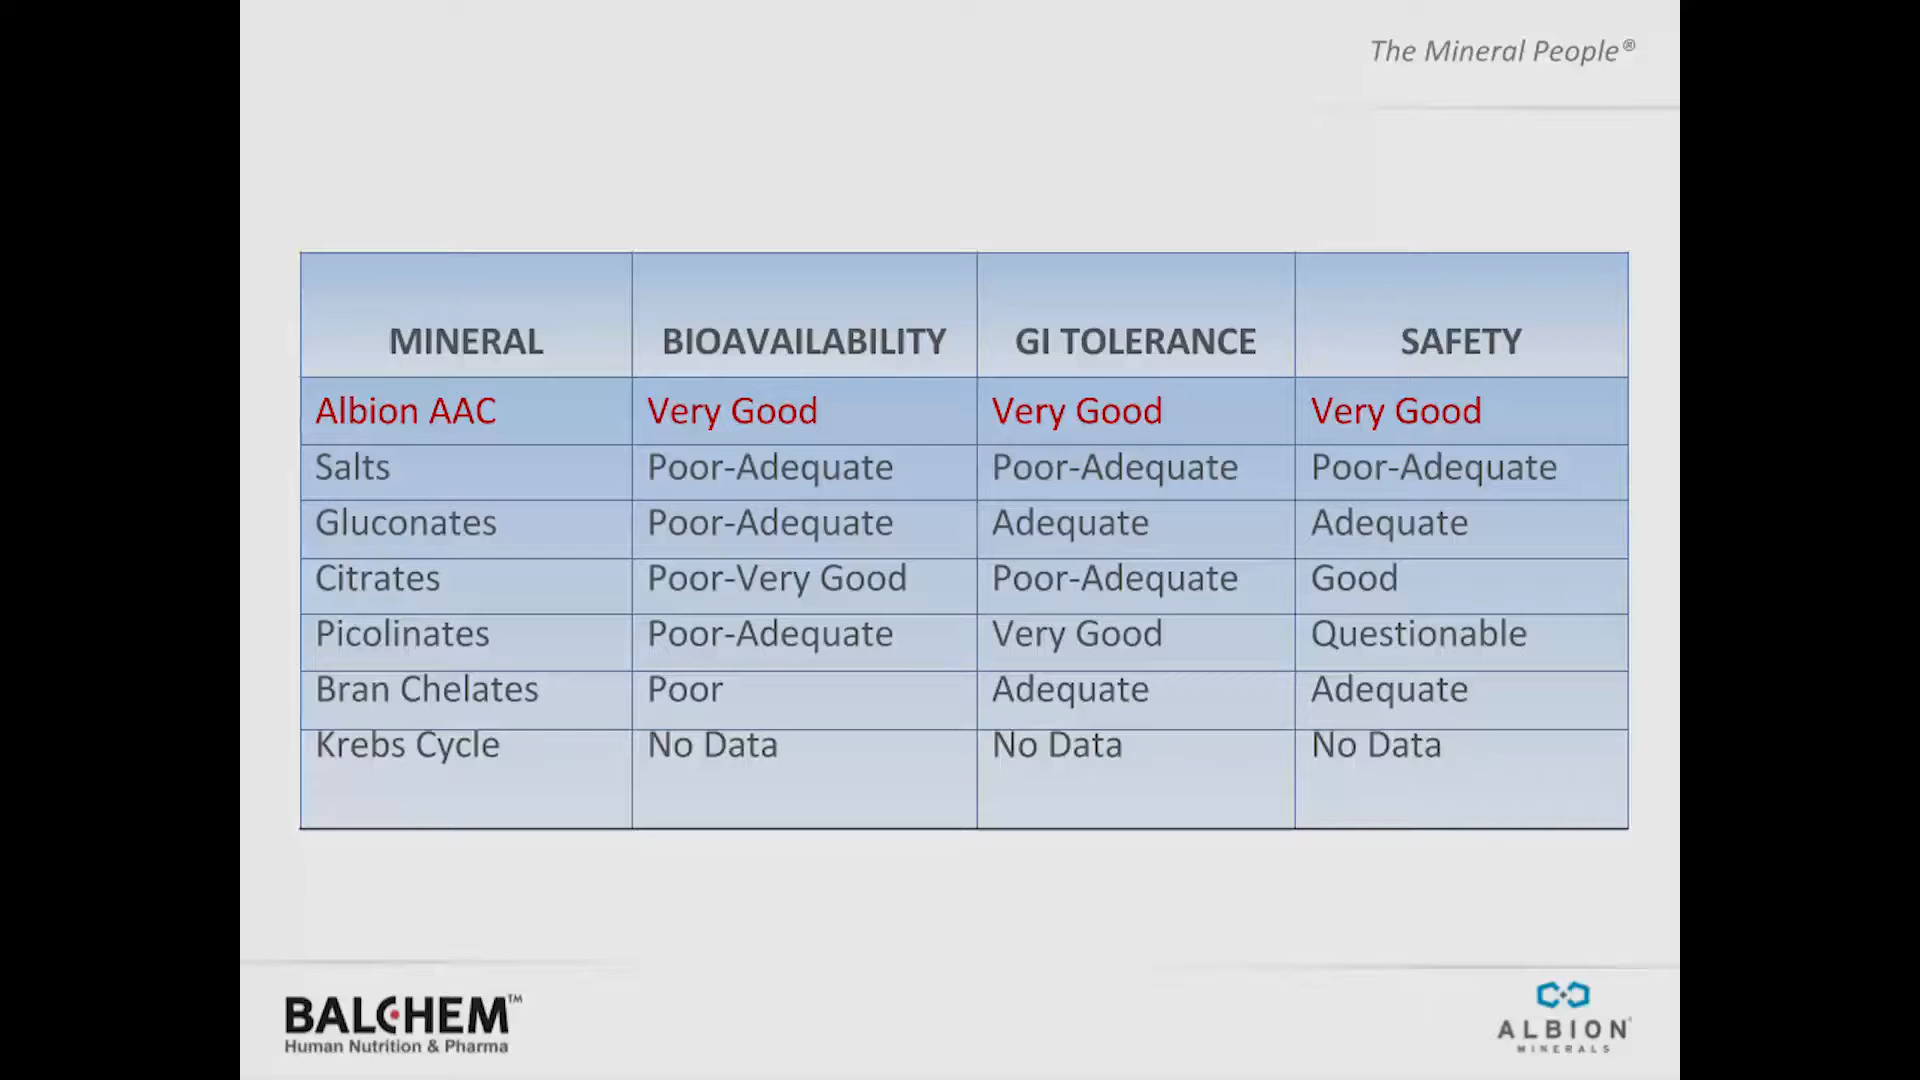 The Mineral People®
MINERAL BIOAVAILABILITY GI TOLERANCE SAFETY
Albion AAC Very Good Very Good Very Good
Salts Poor-Adequate Poor-Adequate Poor-Adequate
Gluconates Poor-Adequate Adequate Adequate
Citrates Poor-Very Good Poor-Adequate Good
Picolinates Poor-Adequate Very Good Questionable
Bran Chelates Poor Adequate Adequate
Krebs Cycle No Data No Data No Data
BALCHEM™
Human Nutrition & Pharma
ALBION
MINERALS